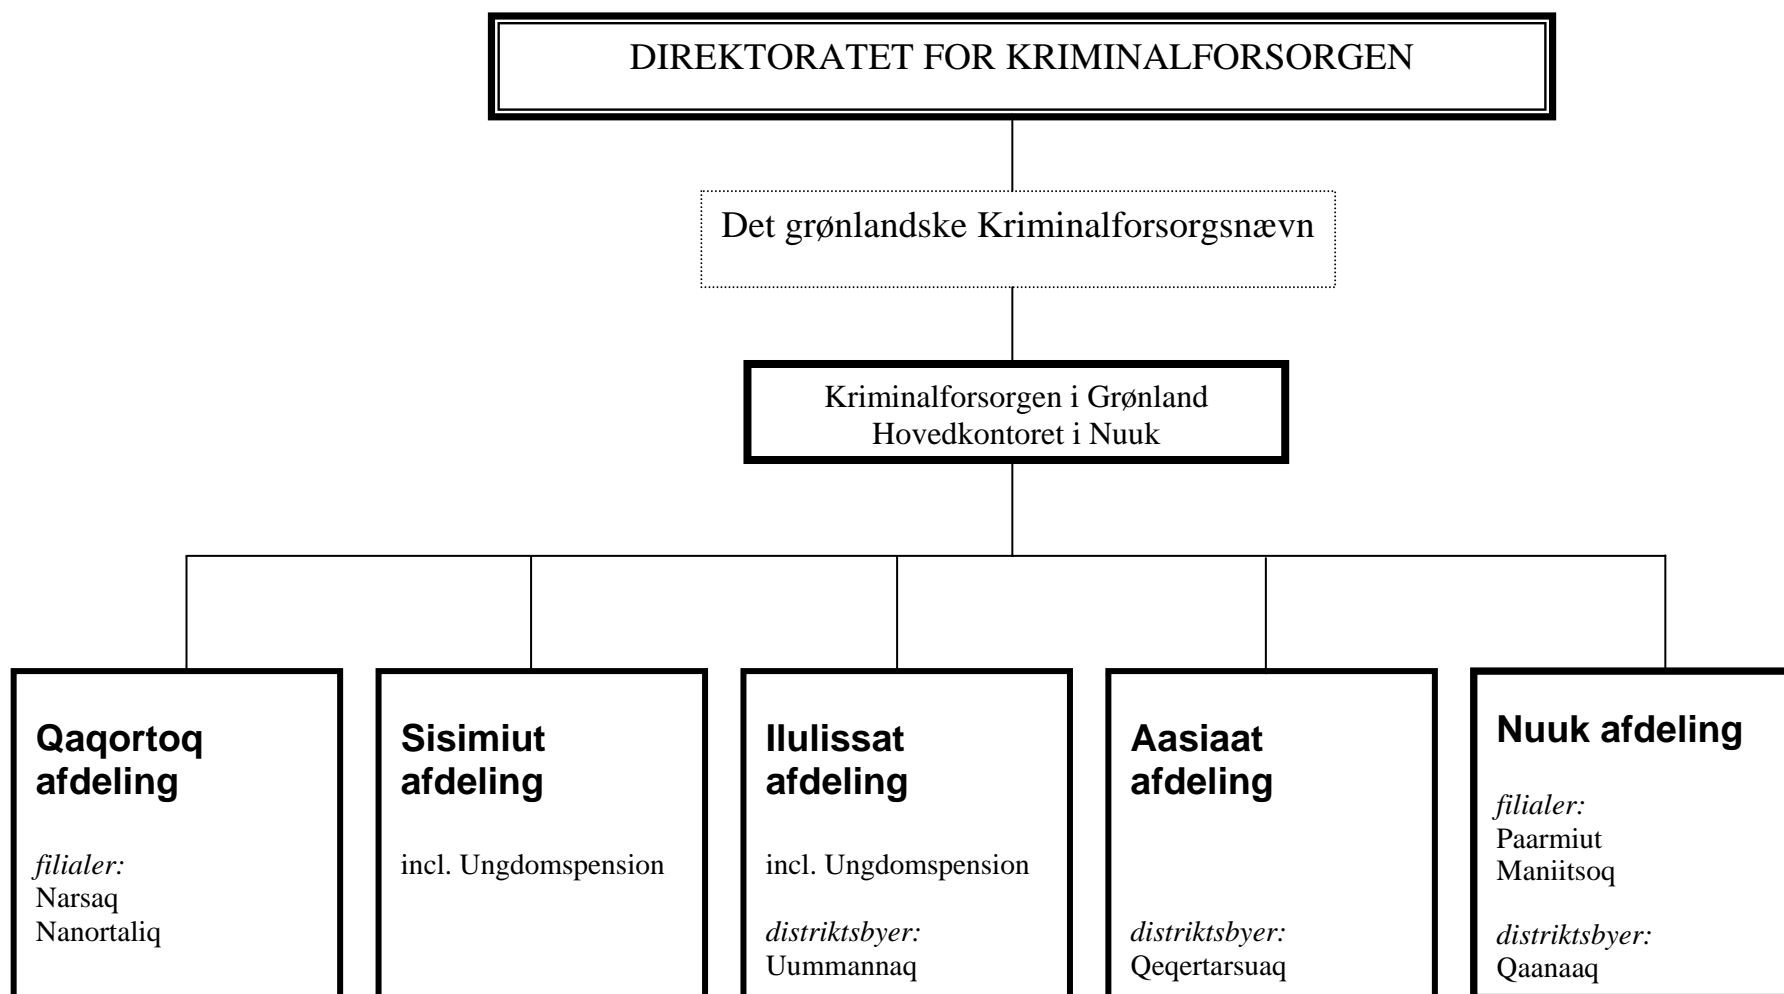 DIREKTORATET FOR KRIMINALFORSORGEN
Det grønlandske Kriminalforsorgsnævn
Kriminalforsorgen i Grønland
Hovedkontoret i Nuuk
Qaqortoq
afdeling
filialer:
Narsaq
Nanortaliq
Sisimiut
afdeling
incl. Ungdomspension
Ilulissat
afdeling
incl. Ungdomspension
distriktsbyer:
Uummannaq
Aasiaat
afdeling
distriktsbyer:
Qeqertarsuaq
Nuuk afdeling
filialer:
Paarmiut
Maniitsoq
distriktsbyer:
Qaanaaq